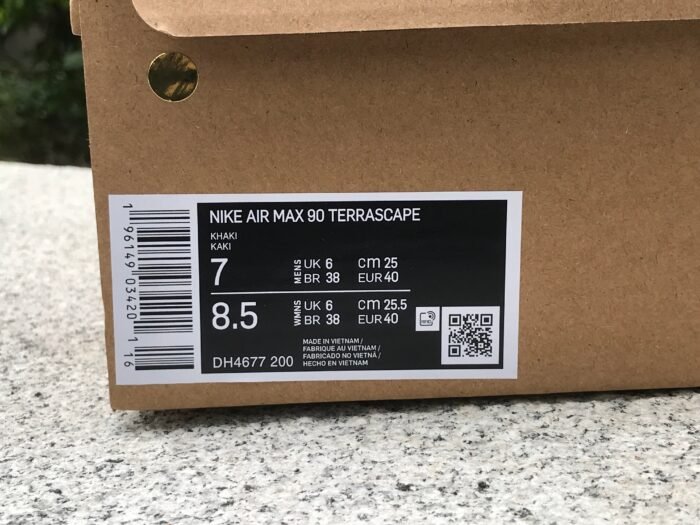 NIKE AIR MAX 90 TERRASCAPE
KHAKI
KAKI
7 MENS UK 6 cm 25
BR 38 EUR 40
8.5 WMNS UK 6 cm 25.5
BR 38 EUR 40
MADE IN VIETNAM /
FABRIQUE AU VIETNAM /
FABRICADO NO VIETNÃ /
HECHO EN VIETNAM
DH4677 200
1 96149 03420 116